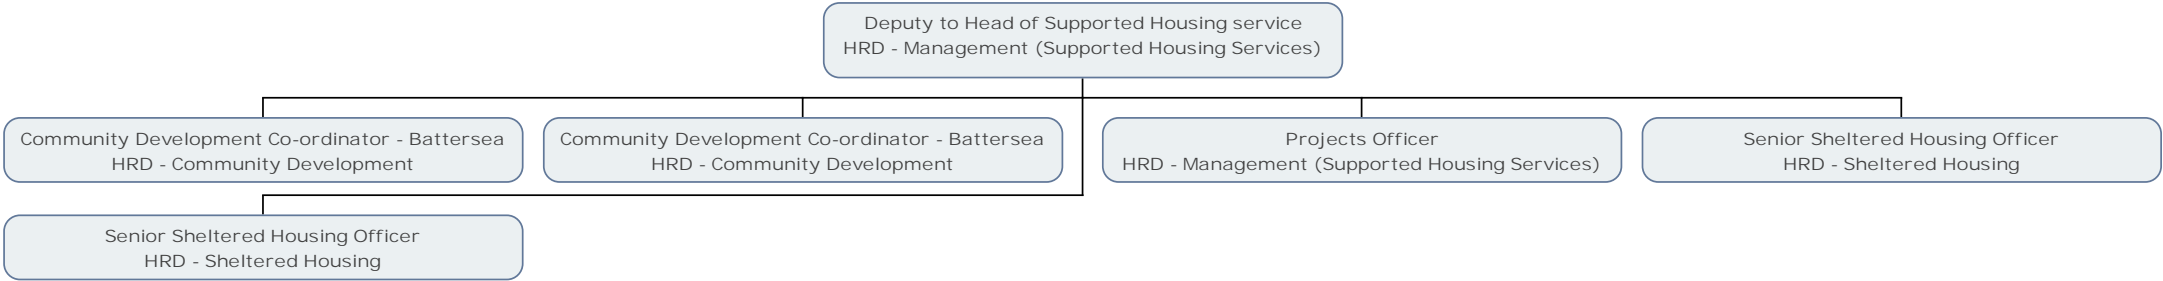 Deputy to Head of Supported Housing service
HRD - Management (Supported Housing Services)
Community Development Co-ordinator - Battersea
HRD - Community Development
Community Development Co-ordinator - Battersea
HRD - Community Development
Projects Officer
HRD - Management (Supported Housing Services)
Senior Sheltered Housing Officer
HRD - Sheltered Housing
Senior Sheltered Housing Officer
HRD - Sheltered Housing